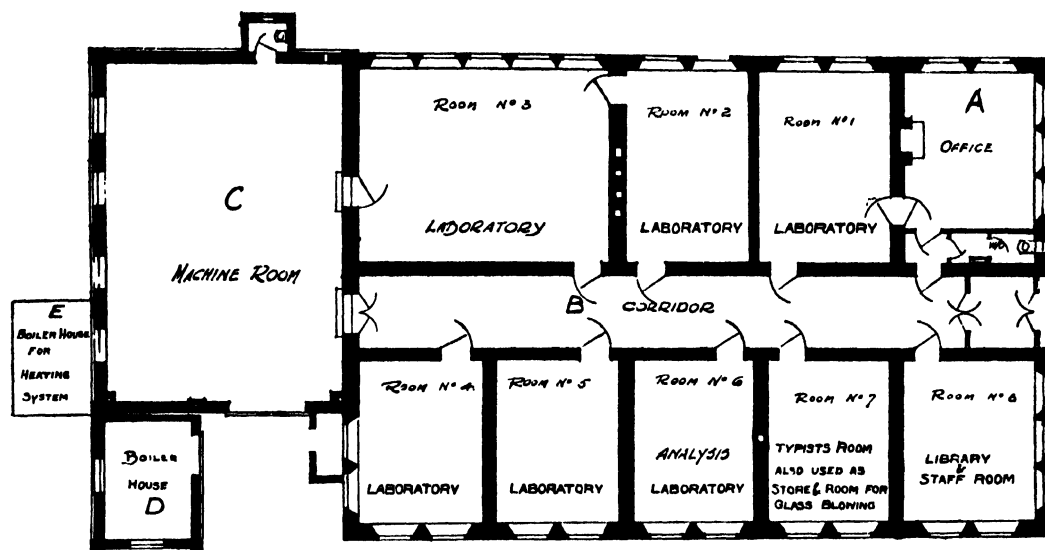 ROOM No 3
LABORATORY
ROOM No 2
LABORATORY
ROOM No 1
LABORATORY
A
OFFICE
WC
C
MACHINE ROOM
B CORRIDOR
E
BOILER HOUSE
FOR
HEATING
SYSTEM
BOILER
HOUSE
D
ROOM No 4
LABORATORY
ROOM No 5
LABORATORY
ROOM No 6
ANALYSIS
LABORATORY
ROOM No 7
TYPISTS ROOM
ALSO USED AS
STORE & ROOM FOR
GLASS BLOWING
ROOM No 8
LIBRARY
&
STAFF ROOM